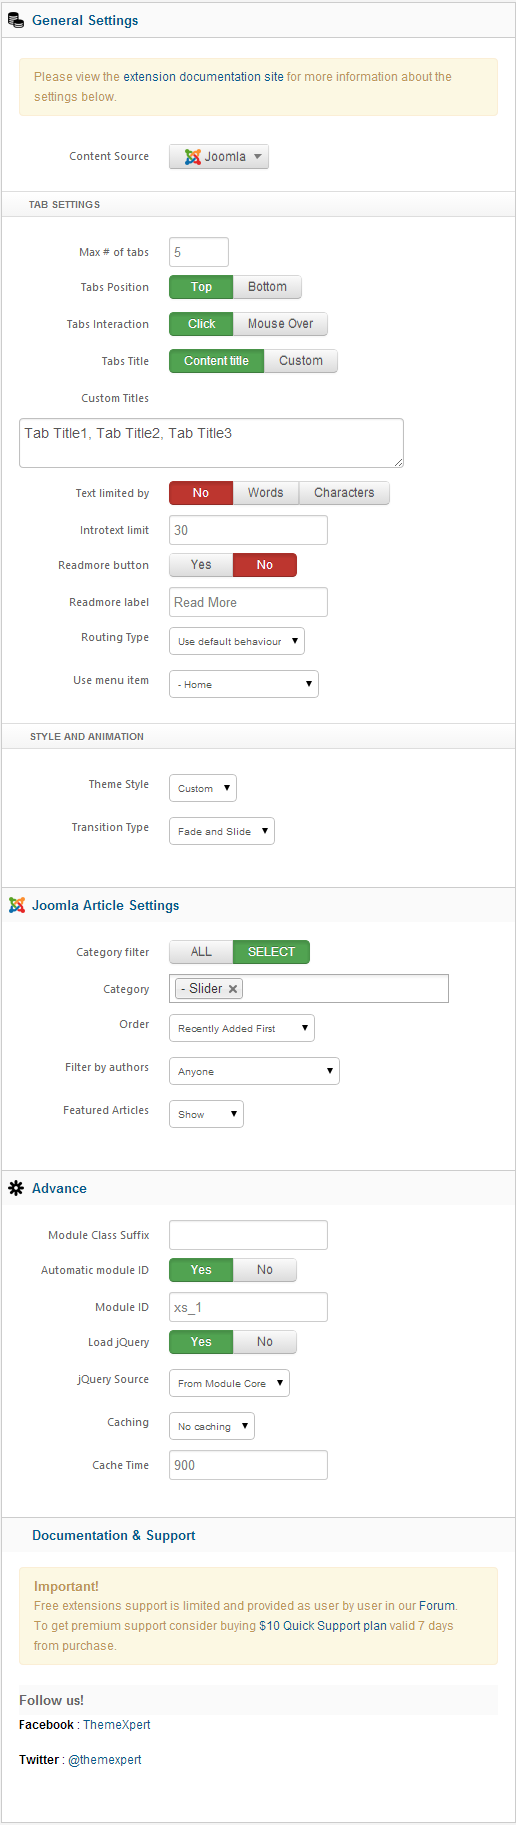 General Settings
Please view the extension documentation site for more information about the
settings below.
Content Source Joomla
TAB SETTINGS
Max # of tabs 5
Tabs Position Top Bottom
Tabs Interaction Click Mouse Over
Tabs Title Content title Custom
Custom Titles
Tab Title1, Tab Title2, Tab Title3
Text limited by No Words Characters
Introtext limit 30
Readmore button Yes No
Readmore label Read More
Routing Type Use default behaviour
Use menu item - Home
STYLE AND ANIMATION
Theme Style Custom
Transition Type Fade and Slide
Joomla Article Settings
Category filter ALL SELECT
Category - Slider ×
Order Recently Added First
Filter by authors Anyone
Featured Articles Show
Advance
Module Class Suffix
Automatic module ID Yes No
Module ID xs_1
Load jQuery Yes No
jQuery Source From Module Core
Caching No caching
Cache Time 900
Documentation & Support
Important!
Free extensions support is limited and provided as user by user in our Forum.
To get premium support consider buying $10 Quick Support plan valid 7 days
from purchase.
Follow us!
Facebook : ThemeXpert
Twitter : @themexpert